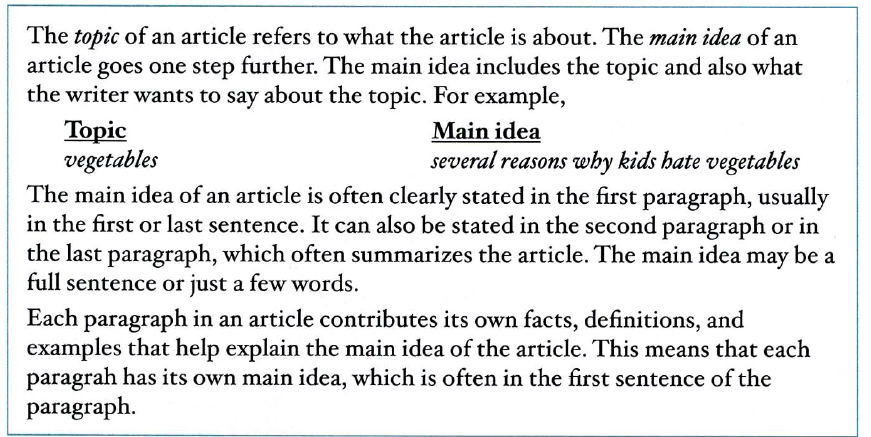 The topic of an article refers to what the article is about. The main idea of an
article goes one step further. The main idea includes the topic and also what
the writer wants to say about the topic. For example,
Topic Main idea
vegetables several reasons why kids hate vegetables
The main idea of an article is often clearly stated in the first paragraph, usually
in the first or last sentence. It can also be stated in the second paragraph or in
the last paragraph, which often summarizes the article. The main idea may be a
full sentence or just a few words.
Each paragraph in an article contributes its own facts, definitions, and
examples that help explain the main idea of the article. This means that each
paragrah has its own main idea, which is often in the first sentence of the
paragraph.